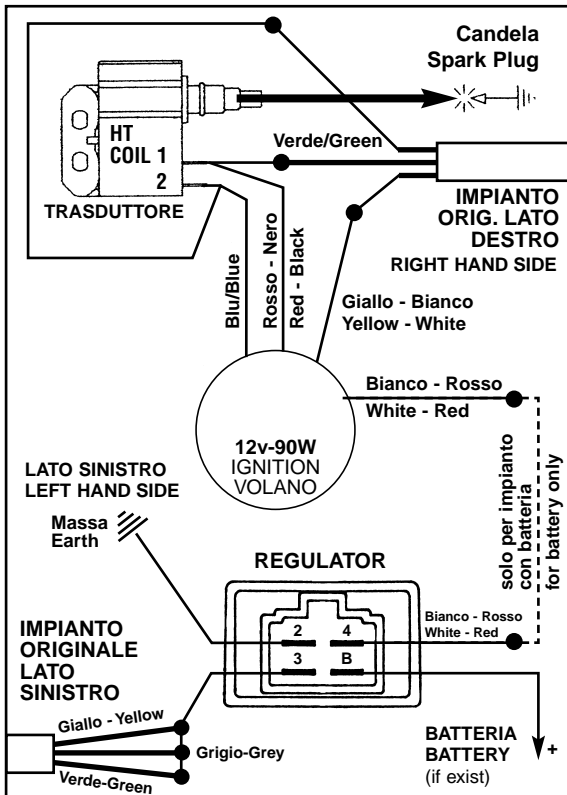 Candela
Spark Plug
HT
COIL 1
2
TRASDUTTORE
Verde/Green
IMPIANTO
ORIG. LATO
DESTRO
RIGHT HAND SIDE
Blu/Blue
Rosso - Nero
Red - Black
Giallo - Bianco
Yellow - White
Bianco - Rosso
White - Red
12v-90W
IGNITION
VOLANO
LATO SINISTRO
LEFT HAND SIDE
Massa
Earth
solo per impianto
con batteria
for battery only
REGULATOR
2
4
3
B
Bianco - Rosso
White - Red
IMPIANTO
ORIGINALE
LATO
SINISTRO
Giallo - Yellow
Grigio-Grey
Verde-Green
BATTERIA
BATTERY
(if exist)
+